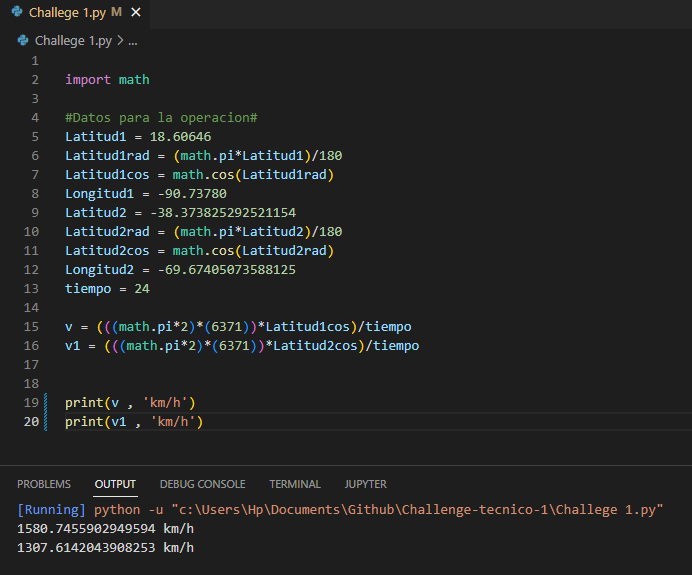 Challege 1.py M ✕
Challege 1.py > ...
1
2 import math
3
4 #Datos para la operacion#
5 Latitud1 = 18.60646
6 Latitud1rad = (math.pi*Latitud1)/180
7 Latitud1cos = math.cos(Latitud1rad)
8 Longitud1 = -90.73780
9 Latitud2 = -38.373825292521154
10 Latitud2rad = (math.pi*Latitud2)/180
11 Latitud2cos = math.cos(Latitud2rad)
12 Longitud2 = -69.67405073588125
13 tiempo = 24
14
15 v = (((math.pi*2)*(6371))*Latitud1cos)/tiempo
16 v1 = (((math.pi*2)*(6371))*Latitud2cos)/tiempo
17
18
19 print(v , 'km/h')
20 print(v1 , 'km/h')
PROBLEMS OUTPUT DEBUG CONSOLE TERMINAL JUPYTER
[Running] python -u "c:\Users\Hp\Documents\Github\Challenge-tecnico-1\Challege 1.py"
1580.7455902949594 km/h
1307.6142043908253 km/h